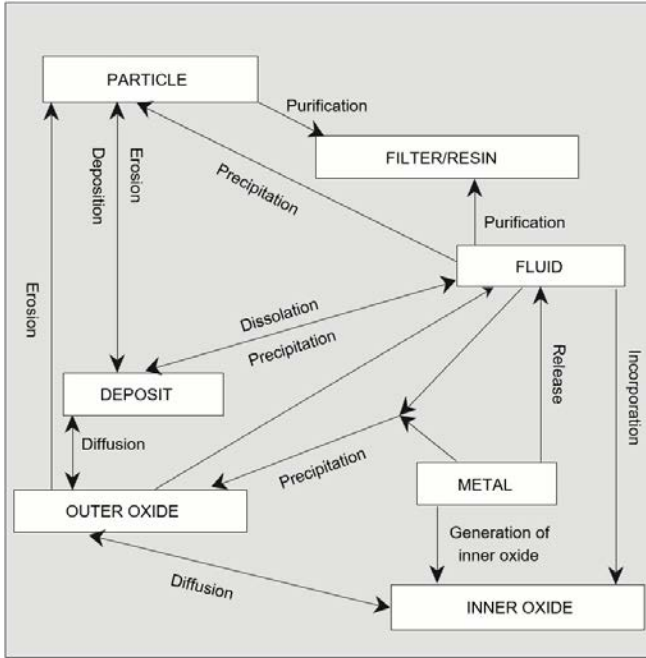 PARTICLE
Purification
FILTER/RESIN
Erosion
Deposition
Precipitation
Purification
FLUID
Erosion
Dissolation
Precipitation
Release
Incorporation
DEPOSIT
Diffusion
Precipitation
METAL
OUTER OXIDE
Generation of
inner oxide
Diffusion
INNER OXIDE